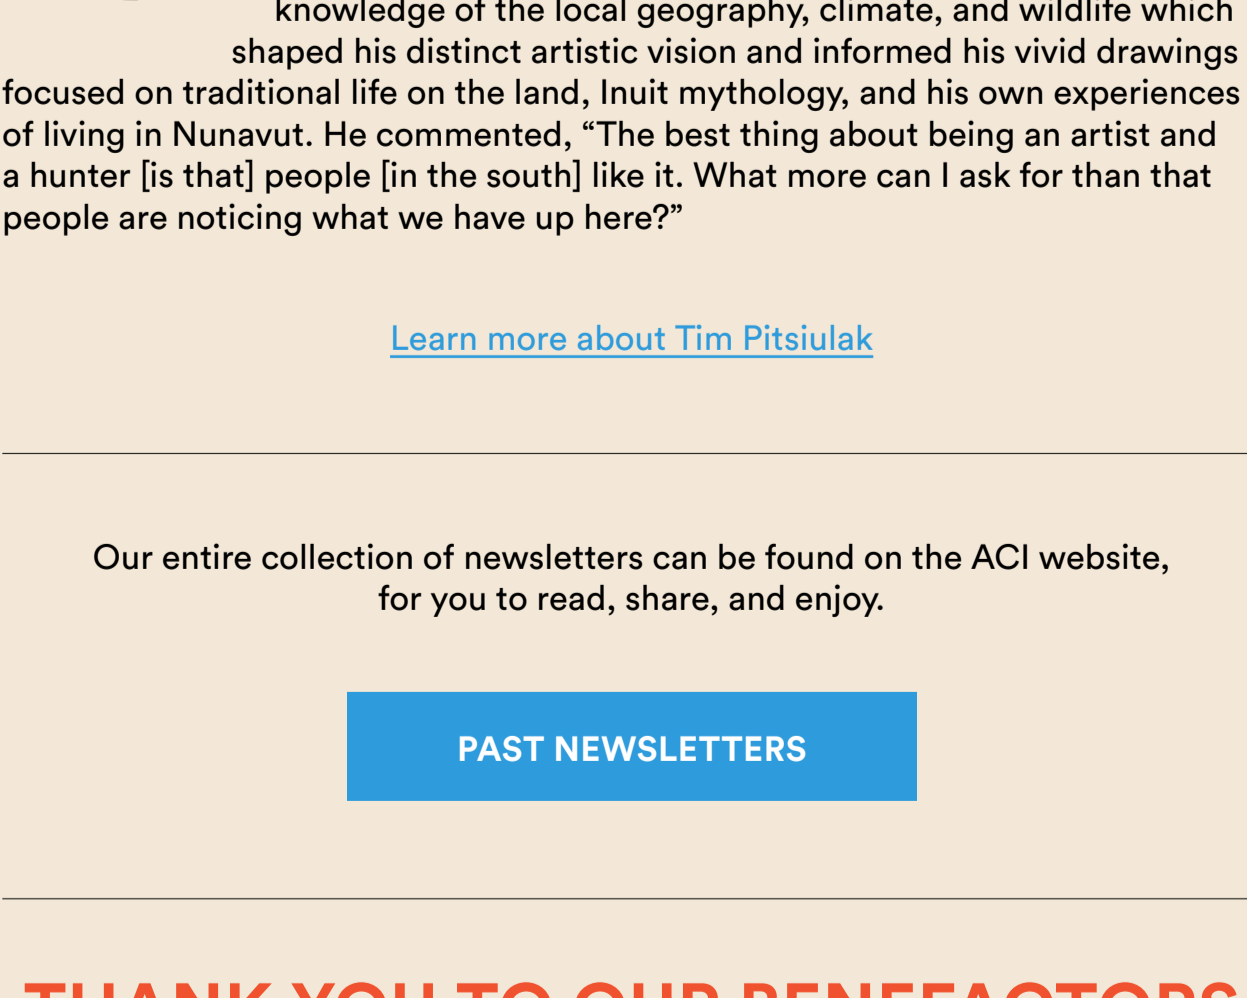 knowledge of the local geography, climate, and wildlife which
shaped his distinct artistic vision and informed his vivid drawings
focused on traditional life on the land, Inuit mythology, and his own experiences
of living in Nunavut. He commented, “The best thing about being an artist and
a hunter [is that] people [in the south] like it. What more can I ask for than that
people are noticing what we have up here?”
Learn more about Tim Pitsiulak
Our entire collection of newsletters can be found on the ACI website,
for you to read, share, and enjoy.
PAST NEWSLETTERS
THANK YOU TO OUR BENEFACTORS